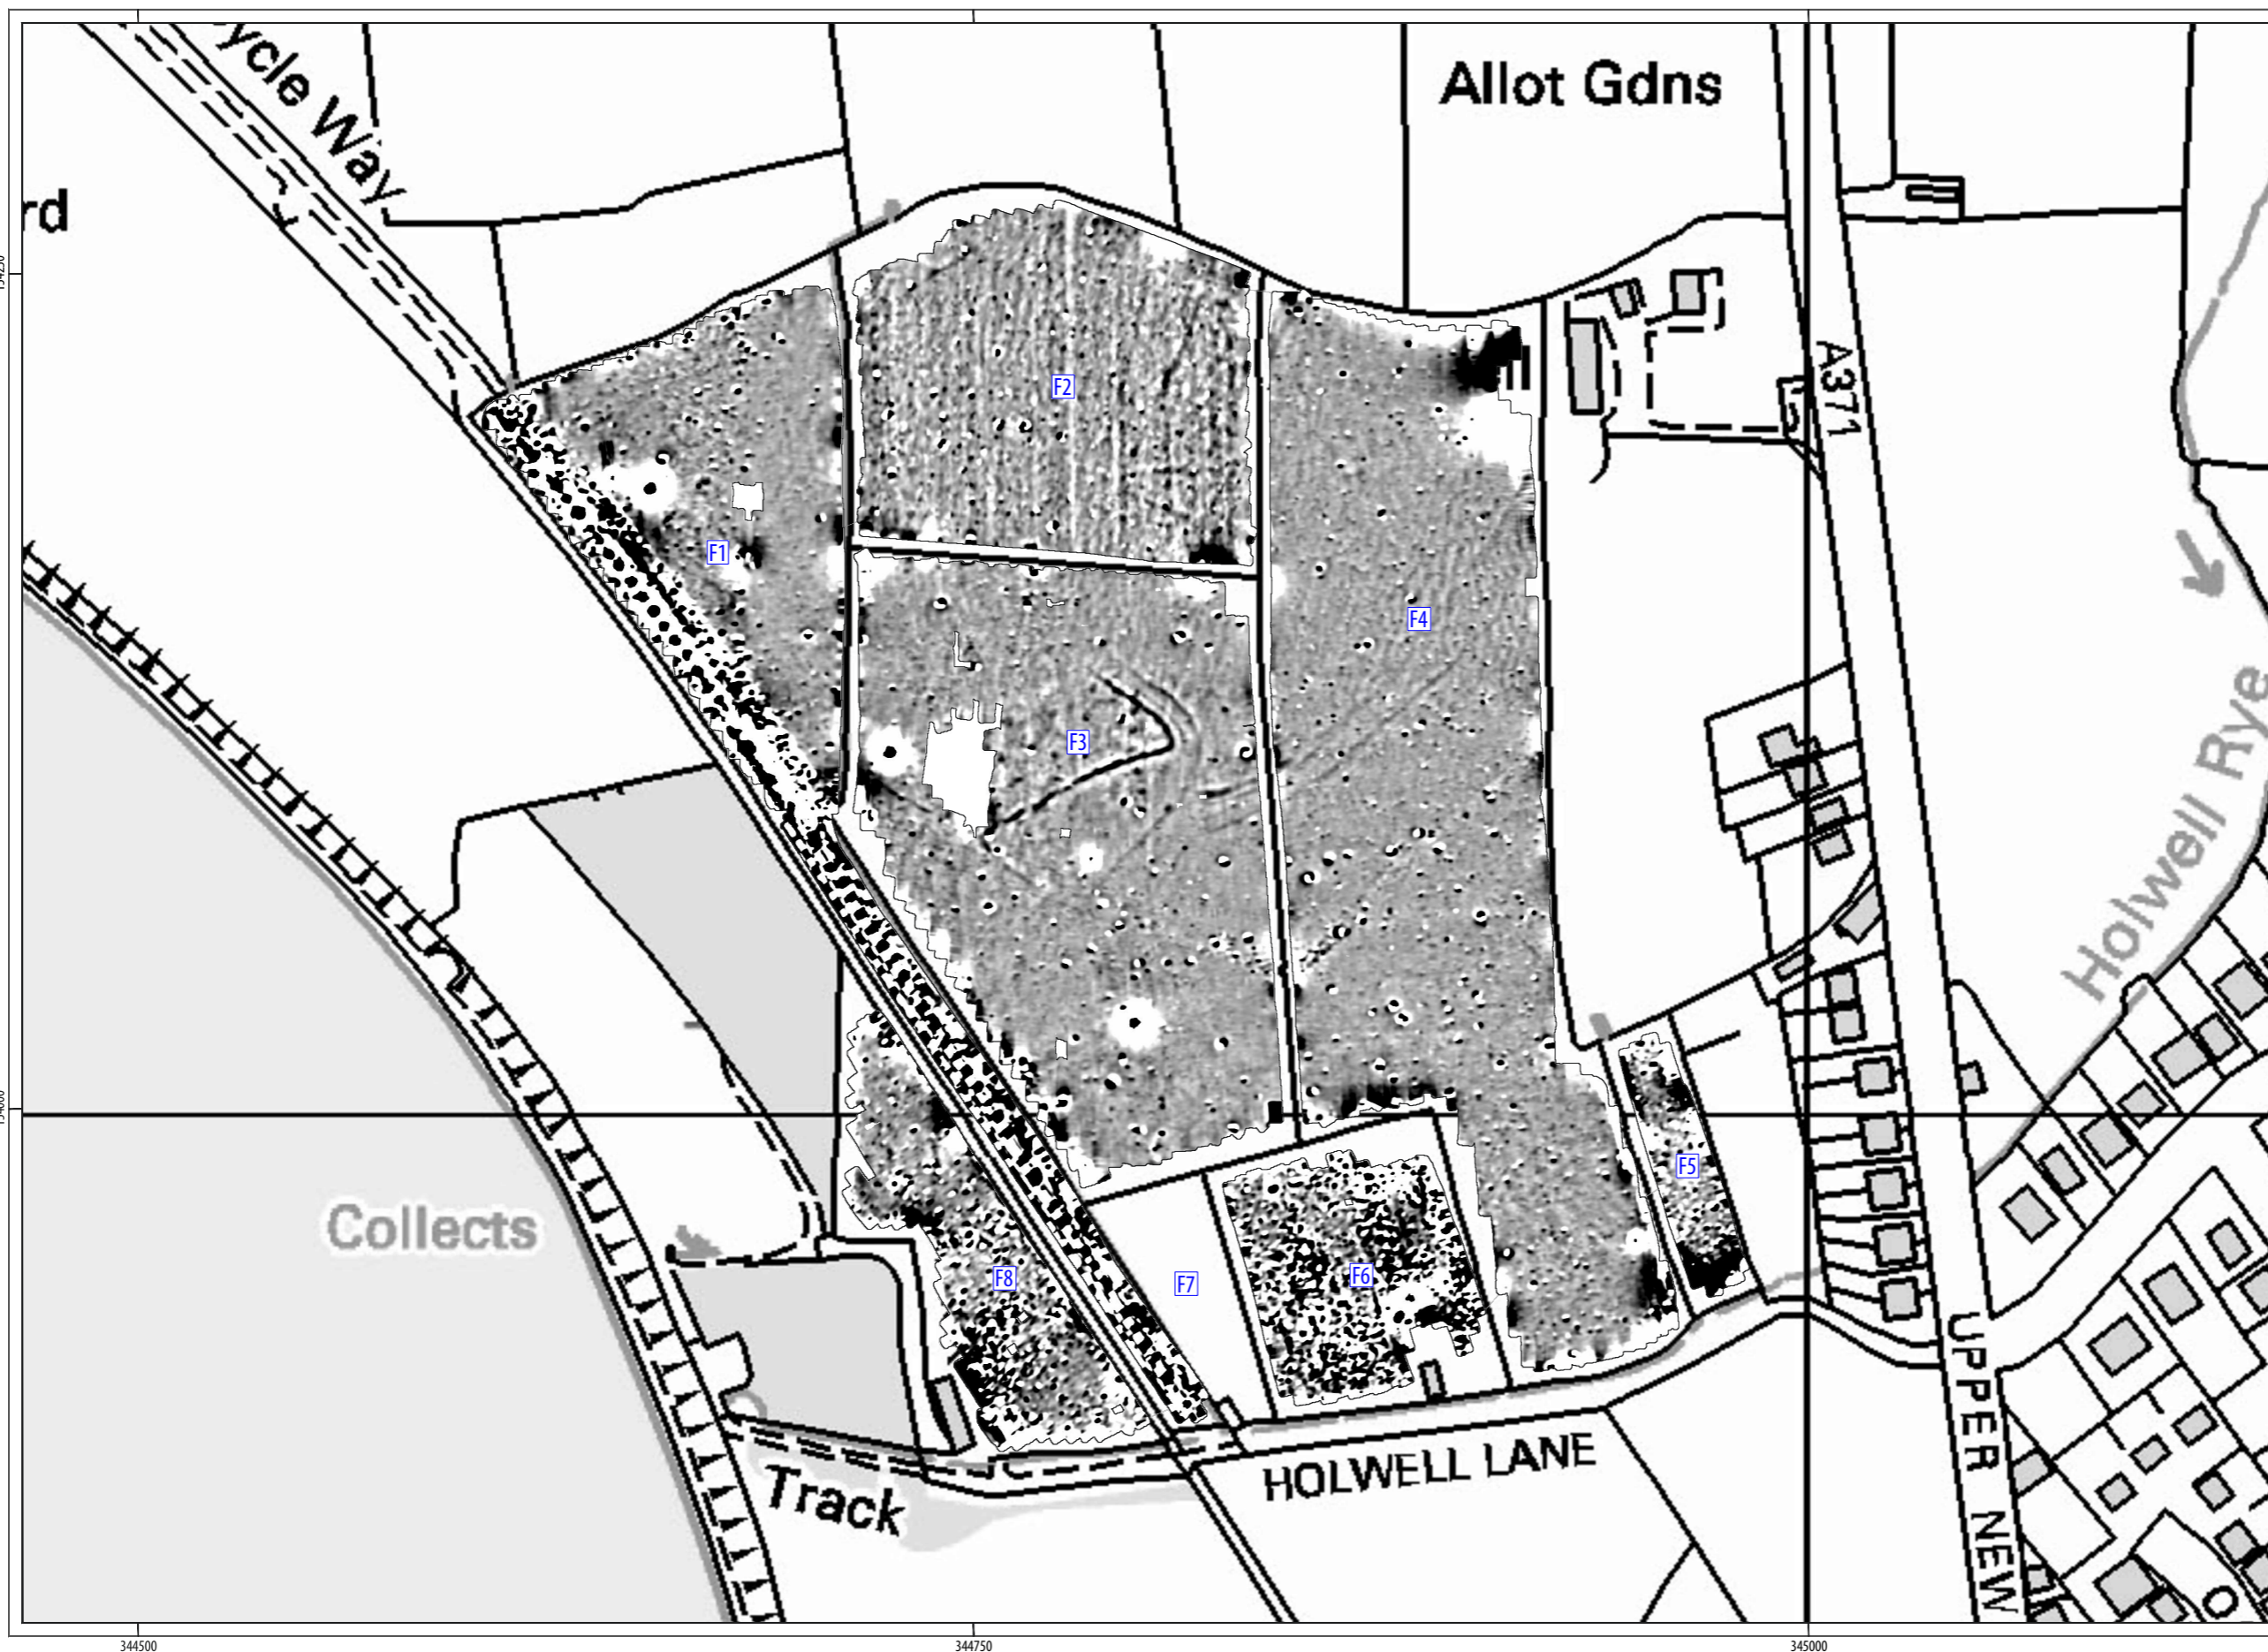 ycle Way
Allot Gdns
rd
A371
F2
F1
F4
F3
Holwell Rye
F5
Collects
F8
F7
F6
UPPER NEW
HOLWELL LANE
Track
344500
344750
345000